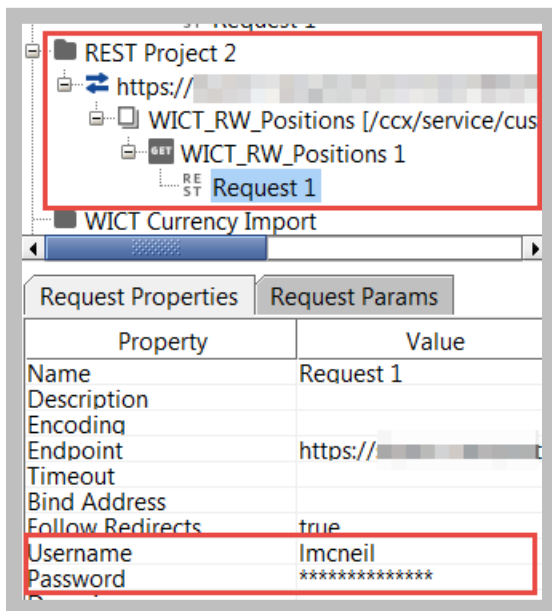 Request 1
REST Project 2
https://
WICT_RW_Positions [/ccx/service/cus
GET WICT_RW_Positions 1
REST Request 1
WICT Currency Import
Request Properties Request Params
Property Value
Name Request 1
Description
Encoding
Endpoint https://
Timeout
Bind Address
Follow Redirects true
Username lmcneil
Password **************